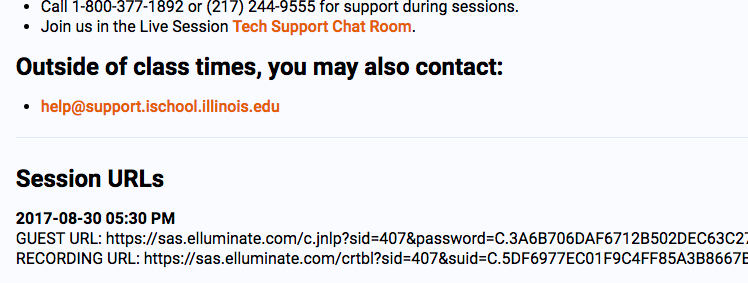 Call 1-800-377-1892 or (217) 244-9555 for support during sessions.
Join us in the Live Session Tech Support Chat Room.
Outside of class times, you may also contact:
help@support.ischool.illinois.edu
Session URLs
2017-08-30 05:30 PM
GUEST URL: https://sas.elluminate.com/c.jnlp?sid=407&password=C.3A6B706DAF6712B502DEC63C27
RECORDING URL: https://sas.elluminate.com/crtbl?sid=407&suid=C.5DF6977EC01F9C4FF85A3B8667E